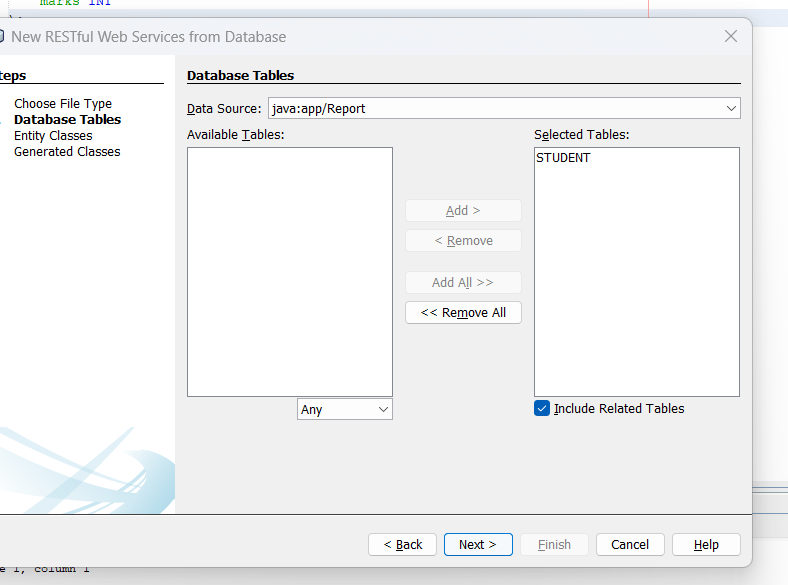 marks INT
New RESTful Web Services from Database
teps
Choose File Type
Database Tables
Entity Classes
Generated Classes
Database Tables
Data Source: java:app/Report
Available Tables:
Selected Tables:
STUDENT
Add >
< Remove
Add All >>
<< Remove All
Any
Include Related Tables
< Back
Next >
Finish
Cancel
Help
e 1, column 1